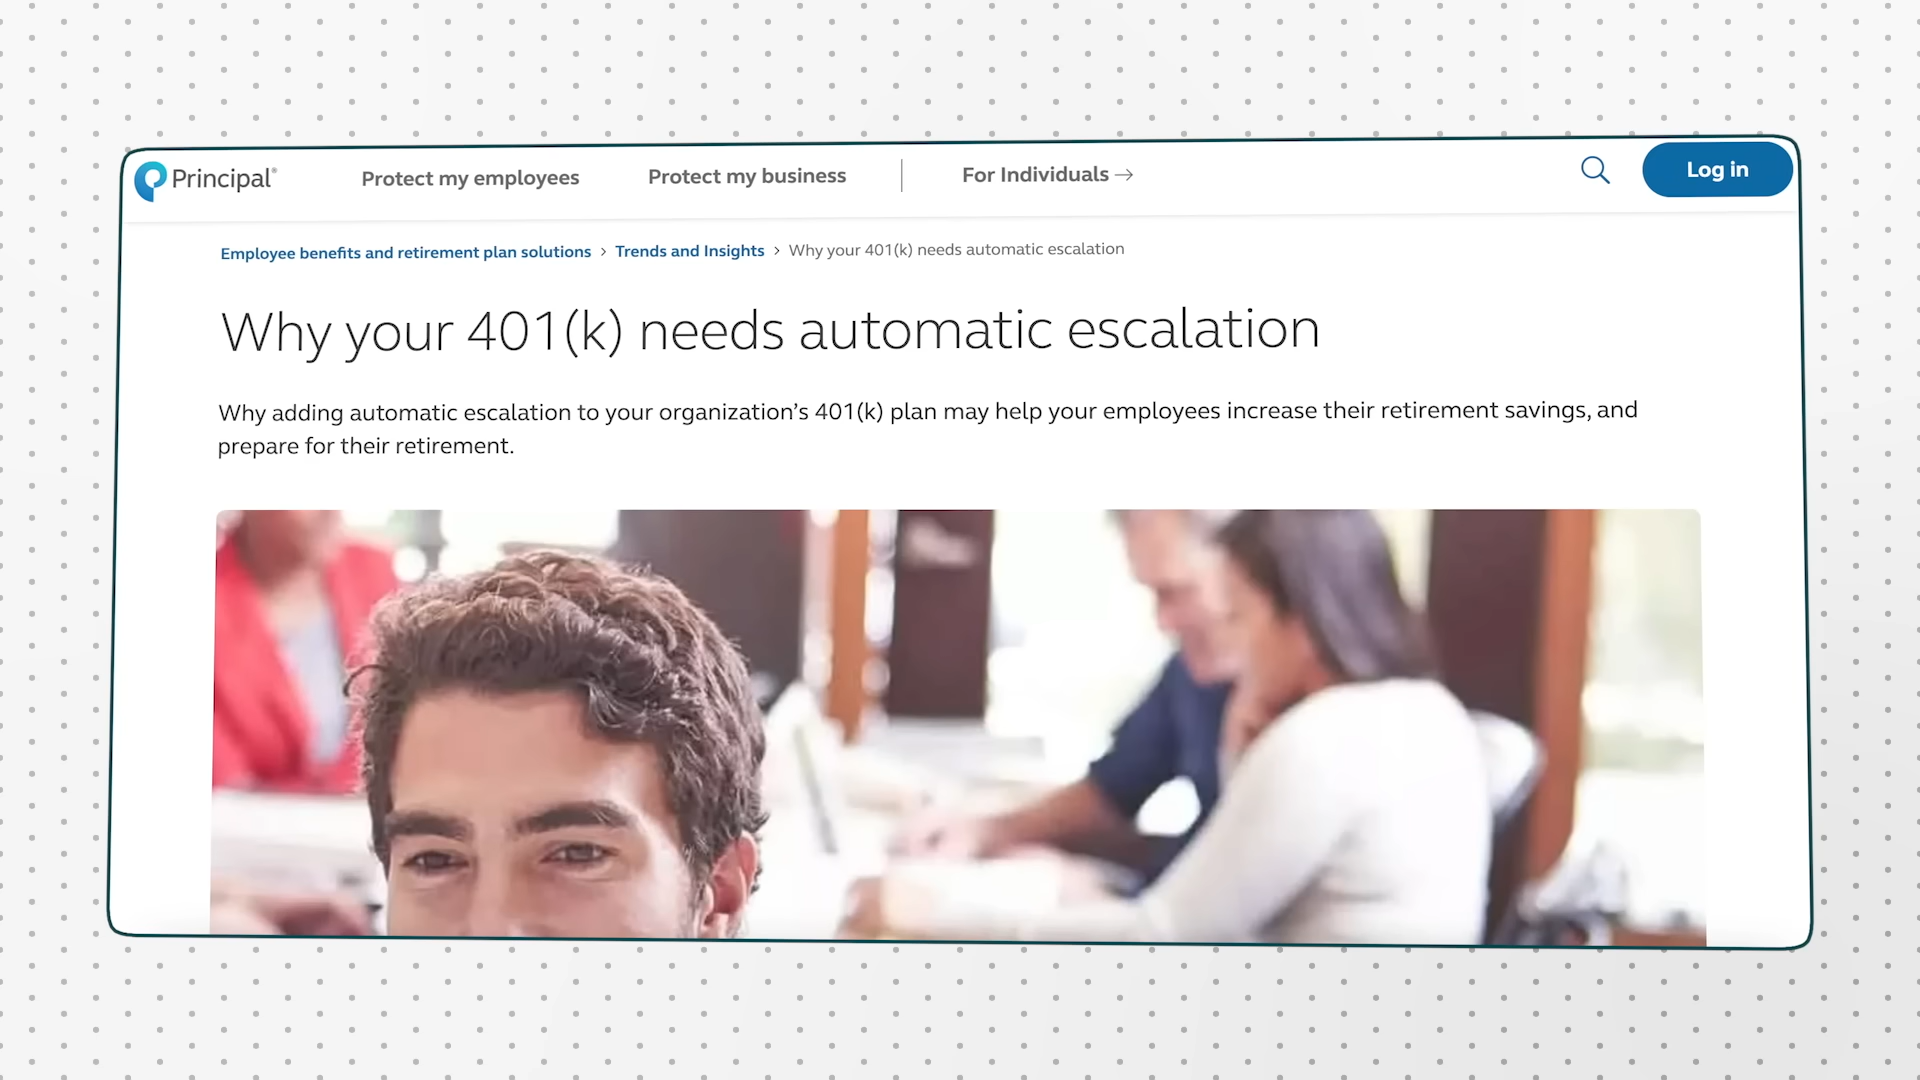 Principal®
Protect my employees
Protect my business
For Individuals →
Log in
Employee benefits and retirement plan solutions › Trends and Insights › Why your 401(k) needs automatic escalation
Why your 401(k) needs automatic escalation
Why adding automatic escalation to your organization’s 401(k) plan may help your employees increase their retirement savings, and
prepare for their retirement.